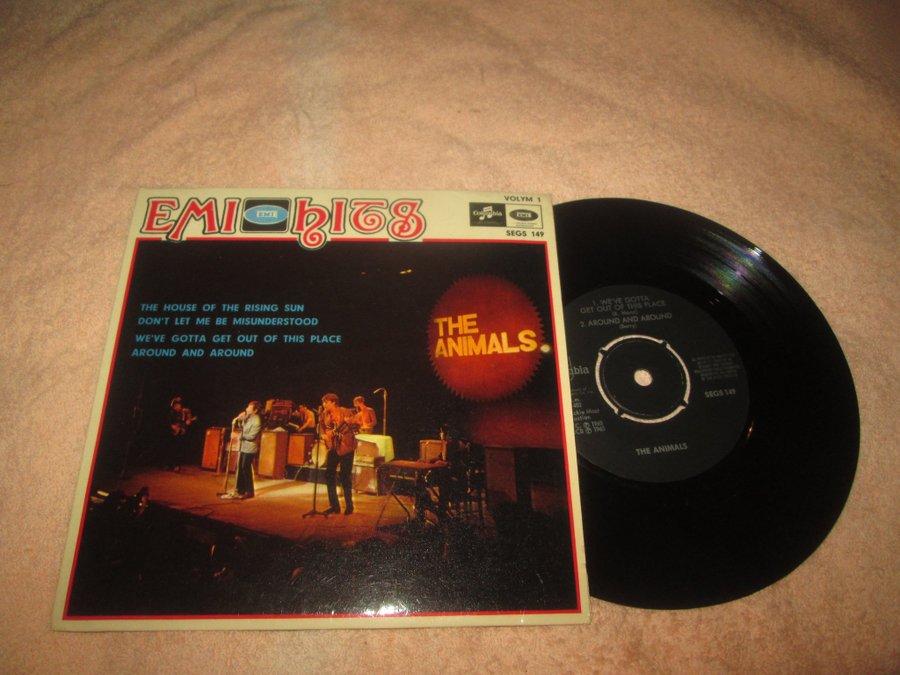 EMI EMI HITS
Columbia EMI
VOLYM 1
SEGS 149
THE HOUSE OF THE RISING SUN
DON'T LET ME BE MISUNDERSTOOD
WE'VE GOTTA GET OUT OF THIS PLACE
AROUND AND AROUND
THE
ANIMALS.
1. WE'VE GOTTA
GET OUT OF THIS PLACE
2. AROUND AND AROUND
(Berry)
SEGS 149
THE ANIMALS